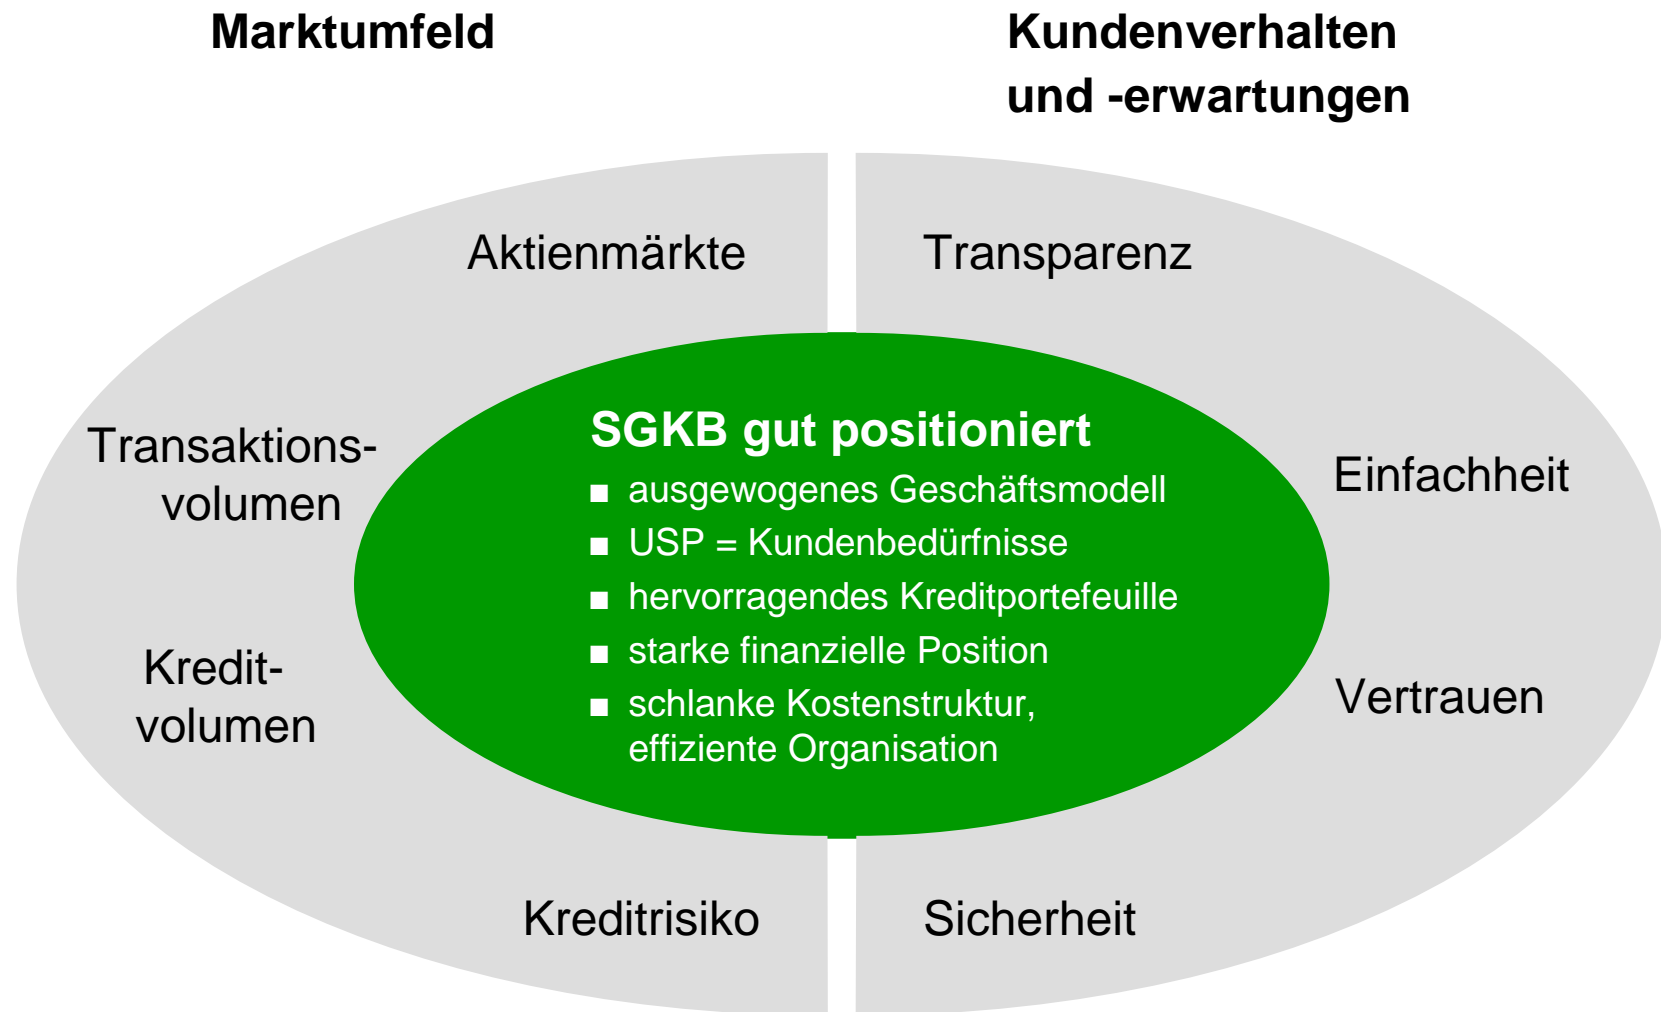 Marktumfeld
Kundenverhalten
und -erwartungen
Aktienmärkte
Transparenz
Transaktions-
volumen
Kredit-
volumen
Kreditrisiko
SGKB gut positioniert
■ ausgewogenes Geschäftsmodell
■ USP = Kundenbedürfnisse
■ hervorragendes Kreditportefeuille
■ starke finanzielle Position
■ schlanke Kostenstruktur,
effiziente Organisation
Einfachheit
Vertrauen
Sicherheit